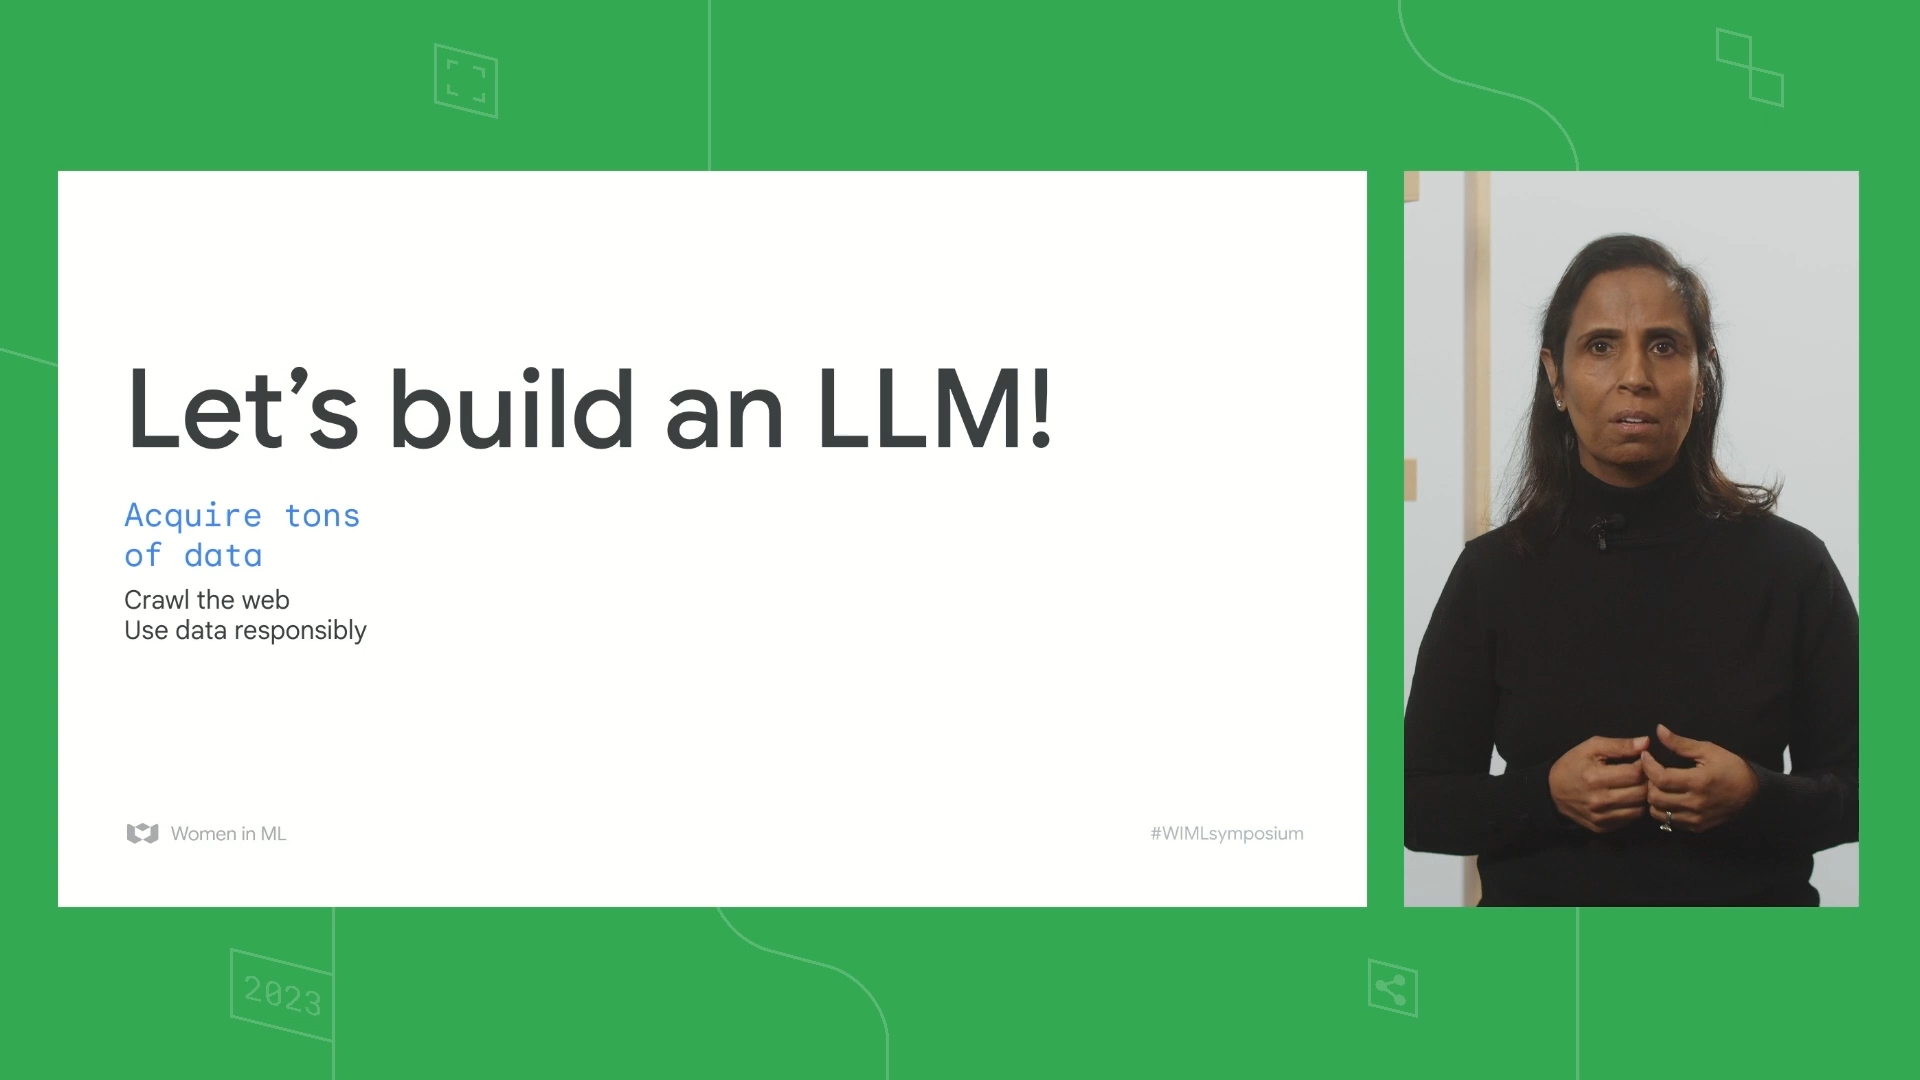 Let’s build an LLM!
Acquire tons
of data
Crawl the web
Use data responsibly
Women in ML
#WIMLsymposium
2023